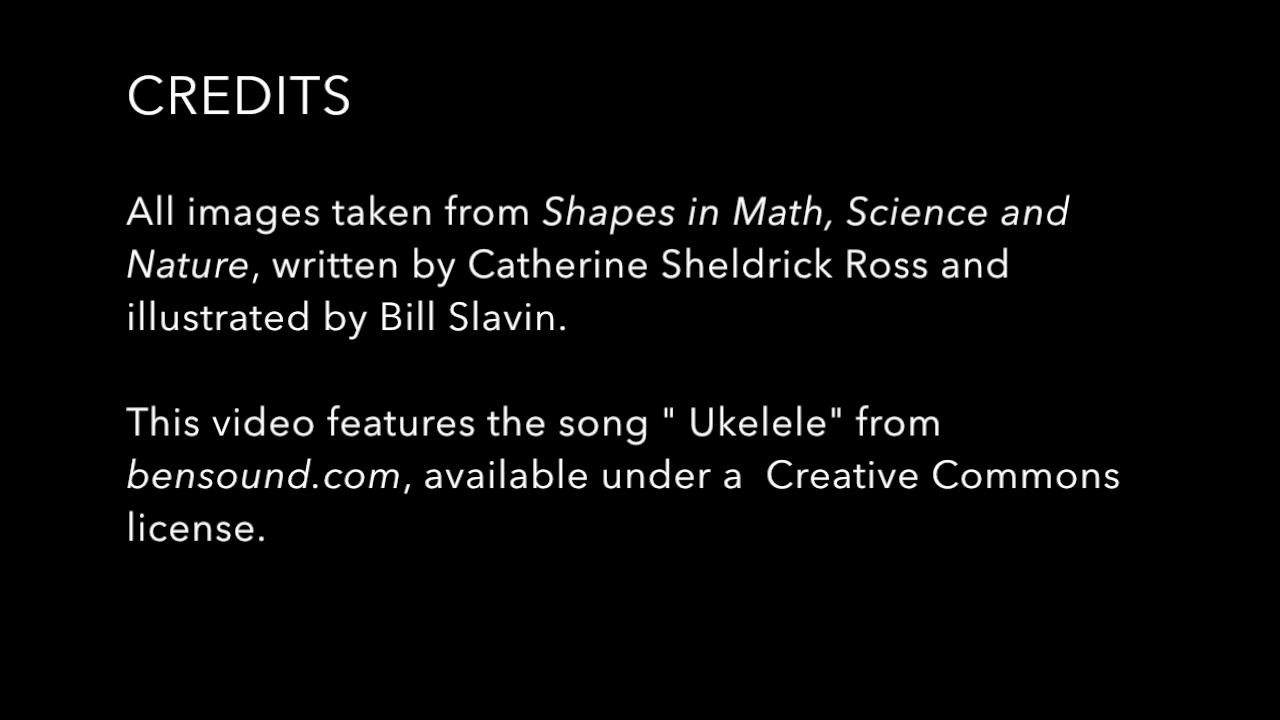 CREDITS
All images taken from Shapes in Math, Science and
Nature, written by Catherine Sheldrick Ross and
illustrated by Bill Slavin.
This video features the song " Ukelele" from
bensound.com, available under a  Creative Commons
license.